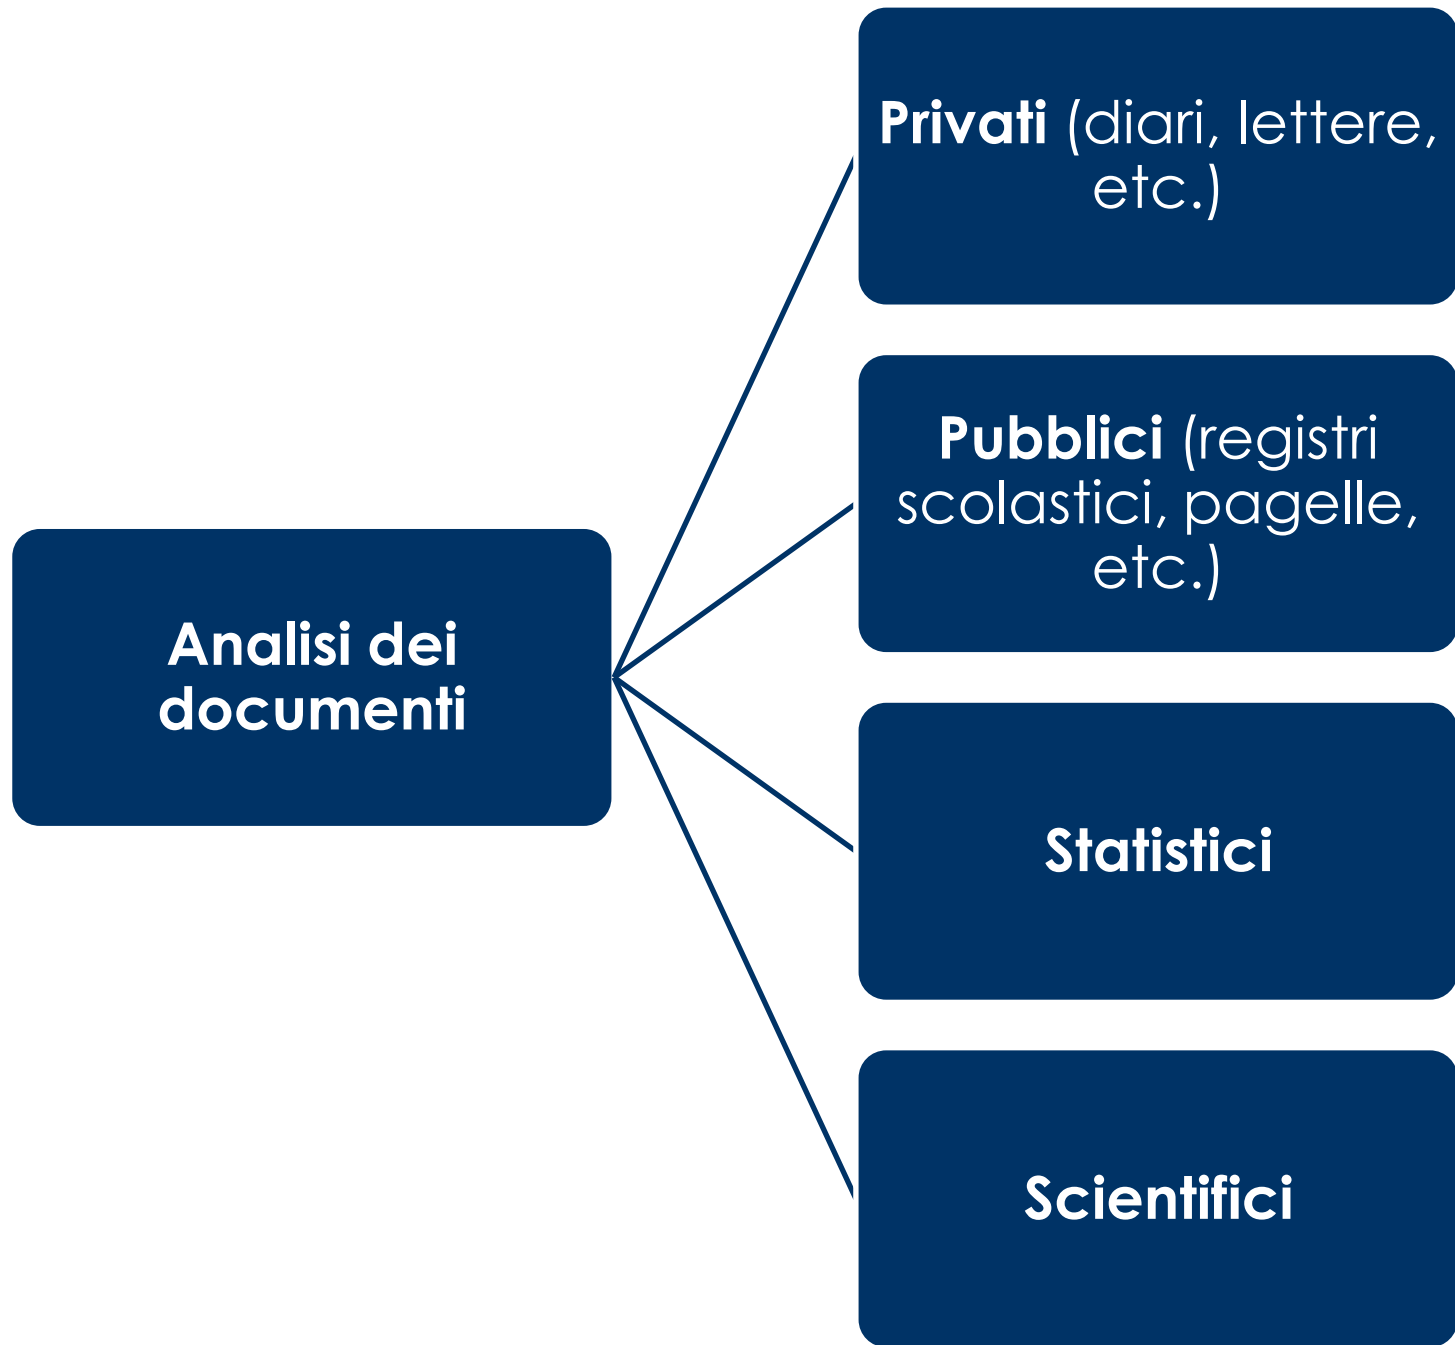 Privati (diari, lettere,
etc.)
Pubblici (registri
scolastici, pagelle,
etc.)
Analisi dei
documenti
Statistici
Scientifici